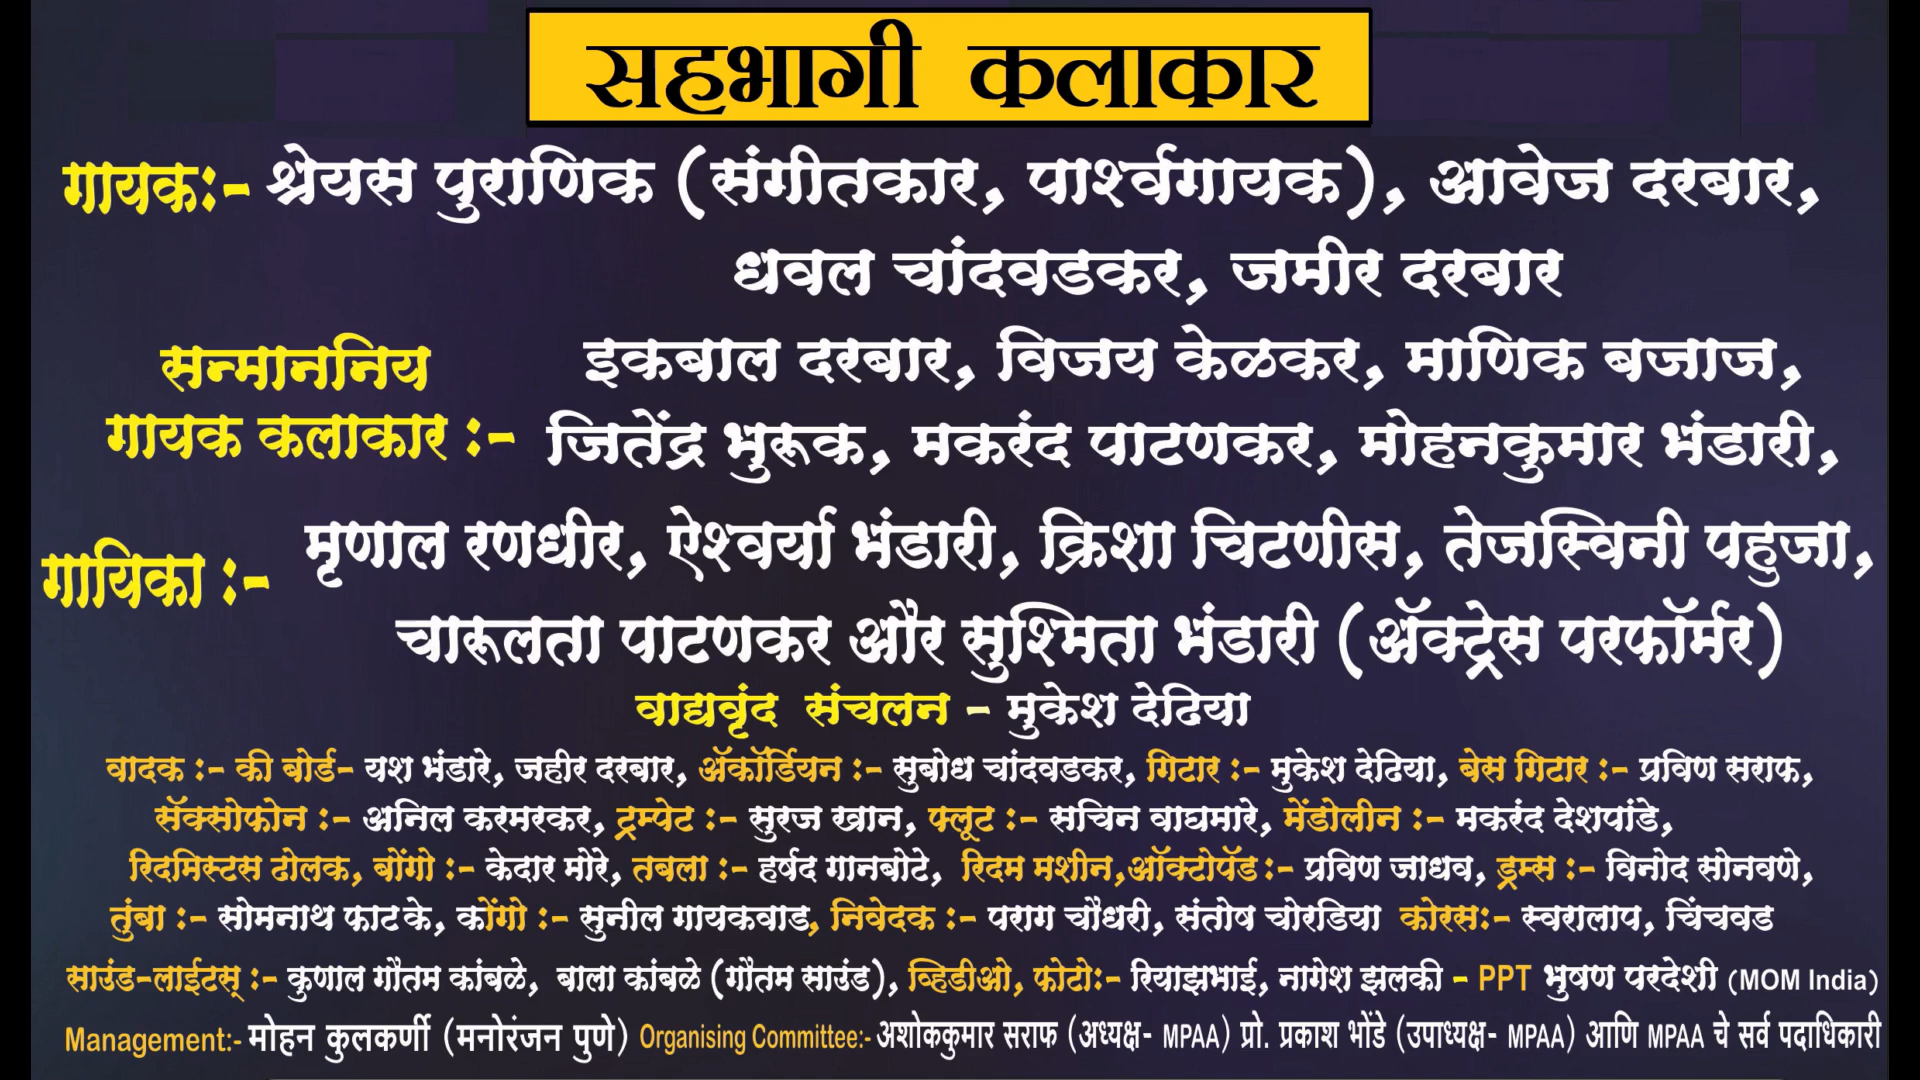 सहभागी कलाकार
गायक:- श्रेयस पुराणिक (संगीतकार, पार्श्वगायक), आवेज दरबार,
धवल चांदवडकर, जमीर दरबार
सन्माननिय इकबाल दरबार, विजय केळकर, माणिक बजाज,
गायक कलाकार :- जितेंद्र भुरूक, मकरंद पाटणकर, मोहनकुमार भंडारी,
गायिका :- मृणाल रणधीर, ऐश्वर्या भंडारी, क्रिशा चिटणीस, तेजस्विनी पहुजा,
चारूलता पाटणकर और सुश्मिता भंडारी (ॲक्ट्रेस परफॉर्मर)
वाद्यवृंद संचलन - मुकेश देढिया
वादक :- की बोर्ड- यश भंडारे, जहीर दरबार, ॲकॉर्डियन :- सुबोध चांदवडकर, गिटार :- मुकेश देढिया, बेस गिटार :- प्रविण सराफ,
सॅक्सोफोन :- अनिल करमरकर, ट्रम्पेट :- सुरज खान, फ्लूट :- सचिन वाघमारे, मेंडोलीन :- मकरंद देशपांडे,
रिदमिस्टस ढोलक, बोंगो :- केदार मोरे, तबला :- हर्षद गानबोटे, रिदम मशीन,ऑक्टोपॅड:- प्रविण जाधव, ड्रम्स :- विनोद सोनवणे,
तुंबा :- सोमनाथ फाटके, कोंगो :- सुनील गायकवाड, निवेदक :- पराग चौधरी, संतोष चोरडिया कोरस:- स्वरालाप, चिंचवड
साउंड-लाईटस् :- कुणाल गौतम कांबळे, बाला कांबळे (गौतम साउंड), व्हिडीओ, फोटो:- रियाझभाई, नागेश झलकी - PPT भुषण परदेशी (MOM India)
Management:- मोहन कुलकर्णी (मनोरंजन पुणे) Organising Committee:- अशोककुमार सराफ (अध्यक्ष- MPAA) प्रो. प्रकाश भोंडे (उपाध्यक्ष- MPAA) आणि MPAA चे सर्व पदाधिकारी